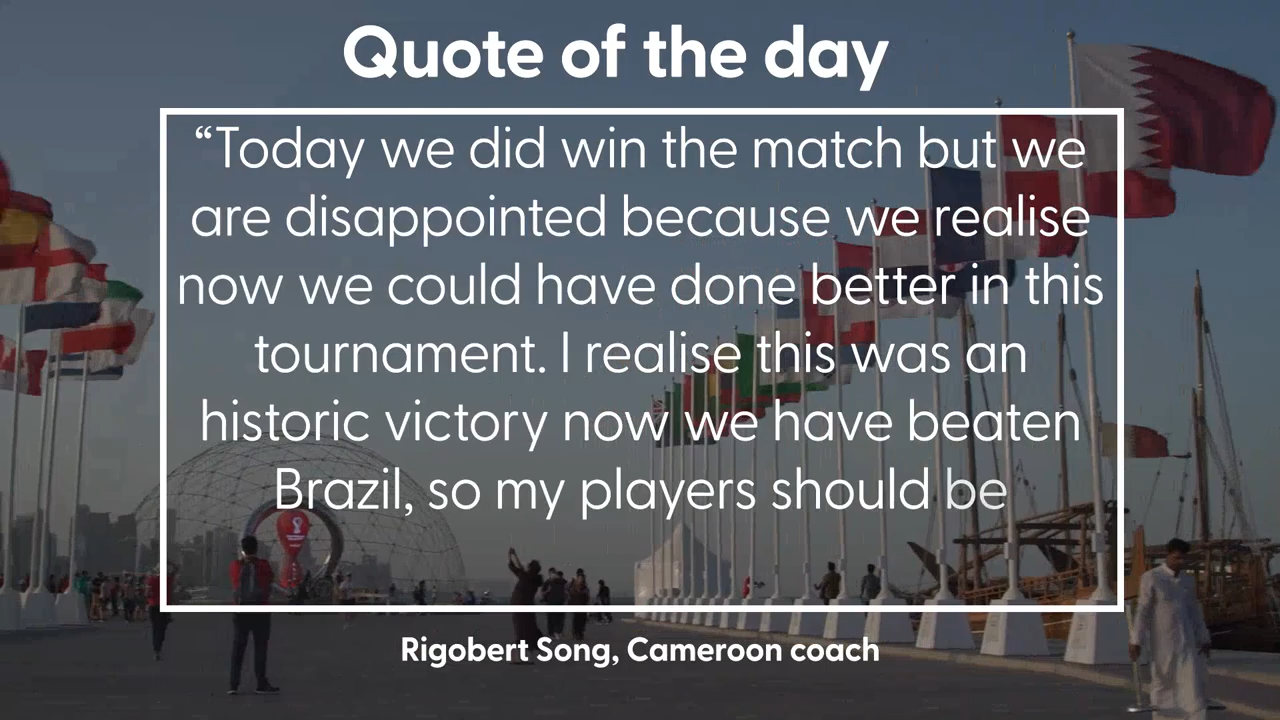 Quote of the day
“Today we did win the match but we
are disappointed because we realise
now we could have done better in this
tournament. I realise this was an
historic victory now we have beaten
Brazil, so my players should be
Rigobert Song, Cameroon coach